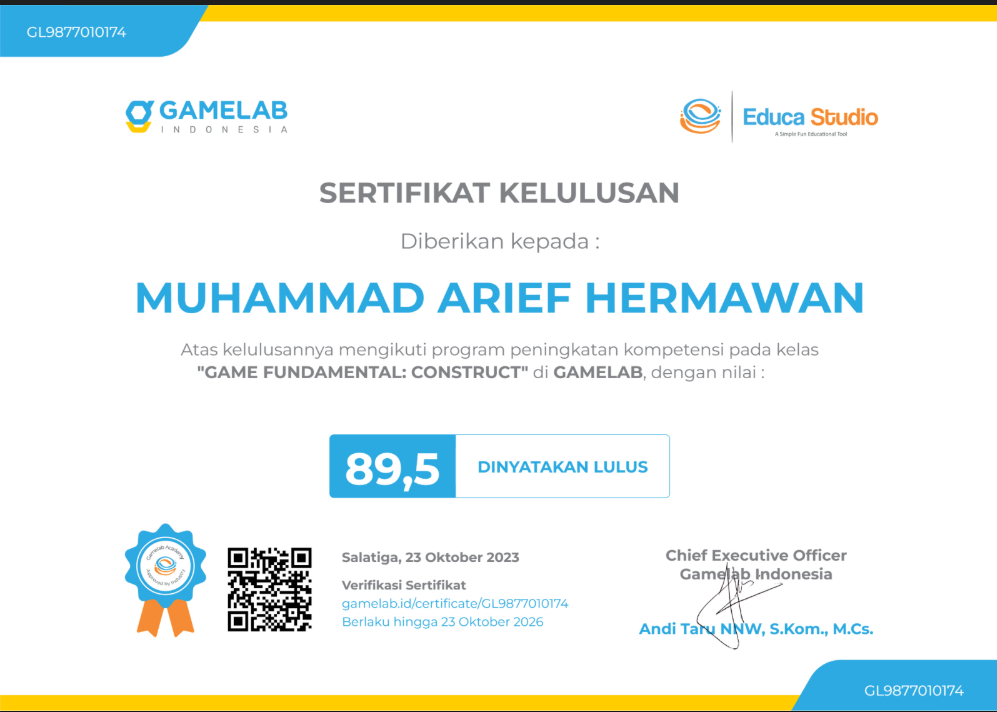 GL9877010174
GAMELAB
INDONESIA
Educa Studio
A Simple Fun Educational Tool
SERTIFIKAT KELULUSAN
Diberikan kepada :
MUHAMMAD ARIEF HERMAWAN
Atas kelulusannya mengikuti program peningkatan kompetensi pada kelas
"GAME FUNDAMENTAL: CONSTRUCT" di GAMELAB, dengan nilai :
89,5
DINYATAKAN LULUS
Gamelab Academy
Approved by Industry
Salatiga, 23 Oktober 2023
Verifikasi Sertifikat
gamelab.id/certificate/GL9877010174
Berlaku hingga 23 Oktober 2026
Chief Executive Officer
Gamelab Indonesia
Andi Taru NNW, S.Kom., M.Cs.
GL9877010174